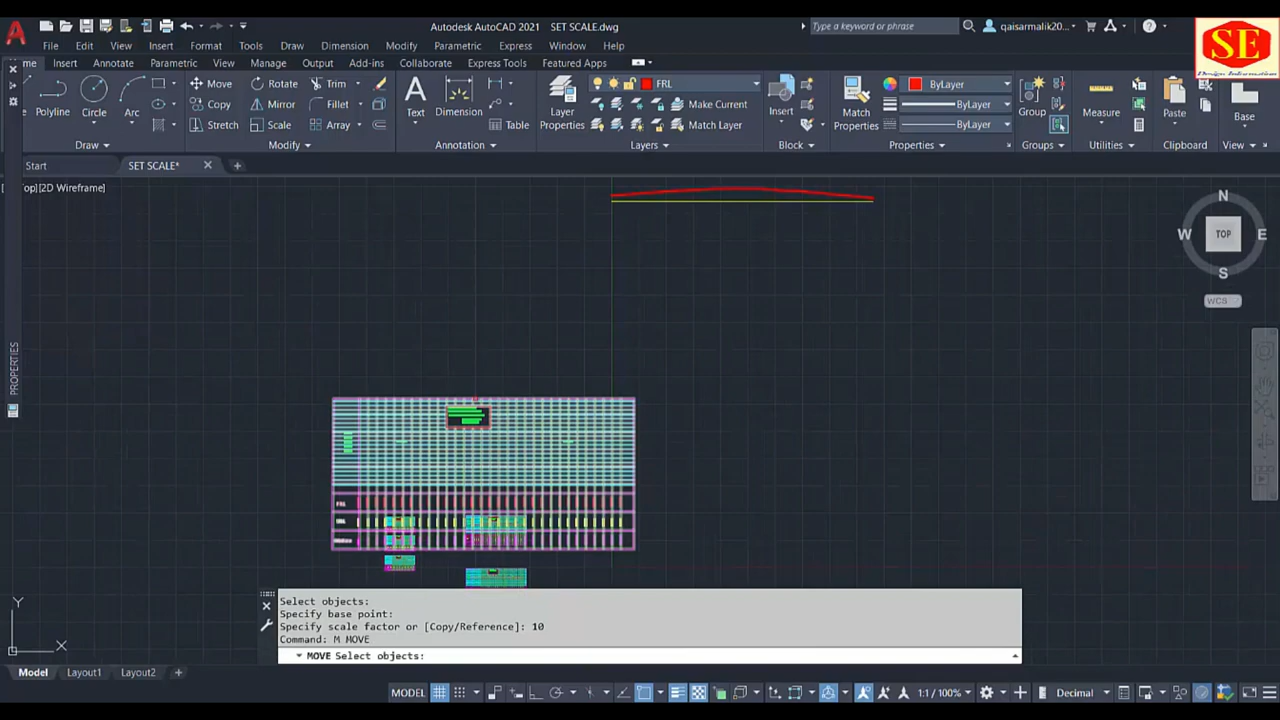 Autodesk AutoCAD 2021 SET SCALE.dwg
Type a keyword or phrase
qaisarmalik20...
SE
Design Information
File Edit View Insert Format Tools Draw Dimension Modify Parametric Express Window Help
me Insert Annotate Parametric View Manage Output Add-ins Collaborate Express Tools Featured Apps
Polyline Circle Arc
Move Rotate Trim
Copy Mirror Fillet
Stretch Scale Array
Text Dimension Table
Layer Properties
FRL
Make Current
Match Layer
Insert
Match Properties
ByLayer
ByLayer
ByLayer
Group
Measure
Paste
Base
Draw Modify Annotation Layers Block Properties Groups Utilities Clipboard View
Start SET SCALE*
op][2D Wireframe]
N
W TOP E
S
WCS
PROPERTIES
FRL
Y
X
Select objects:
Specify base point:
Specify scale factor or [Copy/Reference]: 10
Command: M MOVE
MOVE Select objects:
Model Layout1 Layout2
MODEL 1:1 / 100% Decimal